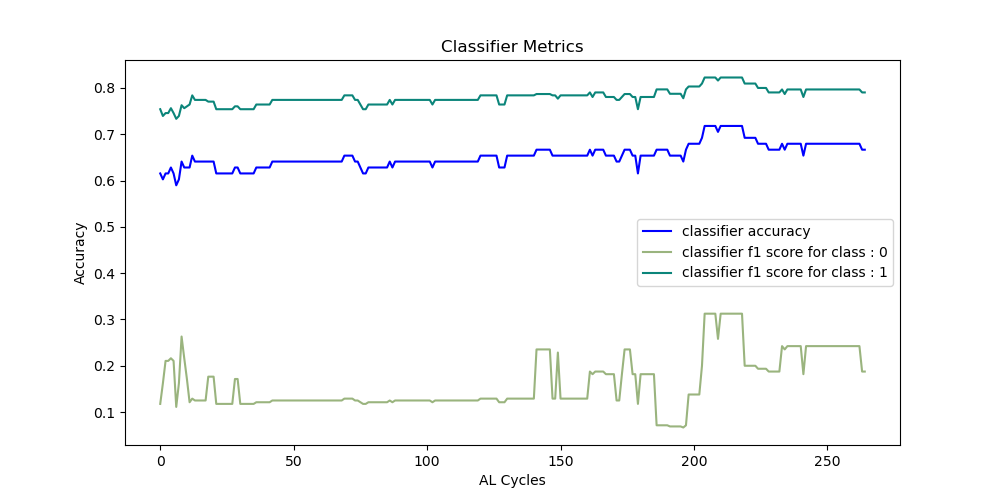 Classifier Metrics
0.8
0.7
0.6
0.5
0.4
0.3
0.2
0.1
Accuracy
classifier accuracy
classifier f1 score for class : 0
classifier f1 score for class : 1
0 50 100 150 200 250
AL Cycles